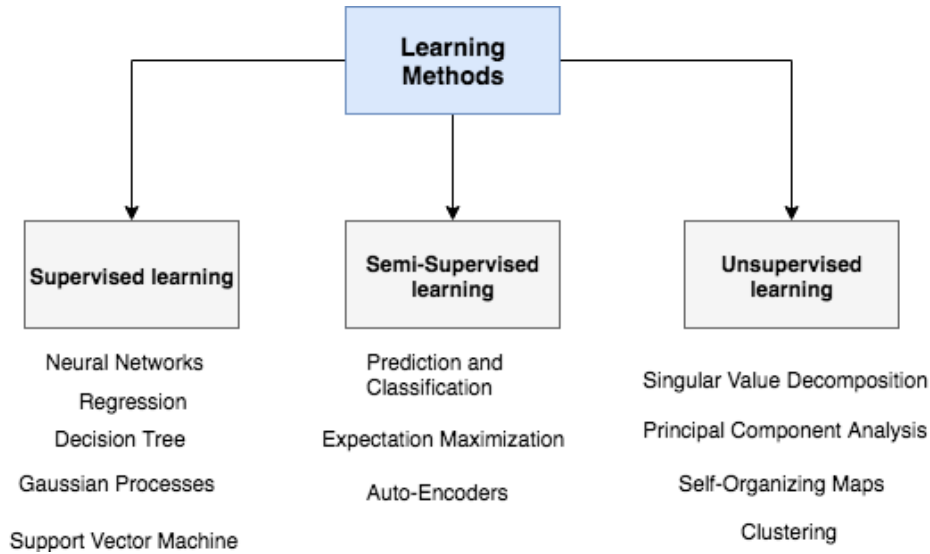 Learning
Methods
Supervised learning
Semi-Supervised
learning
Unsupervised
learning
Neural Networks
Regression
Decision Tree
Gaussian Processes
Support Vector Machine
Prediction and
Classification
Expectation Maximization
Auto-Encoders
Singular Value Decomposition
Principal Component Analysis
Self-Organizing Maps
Clustering